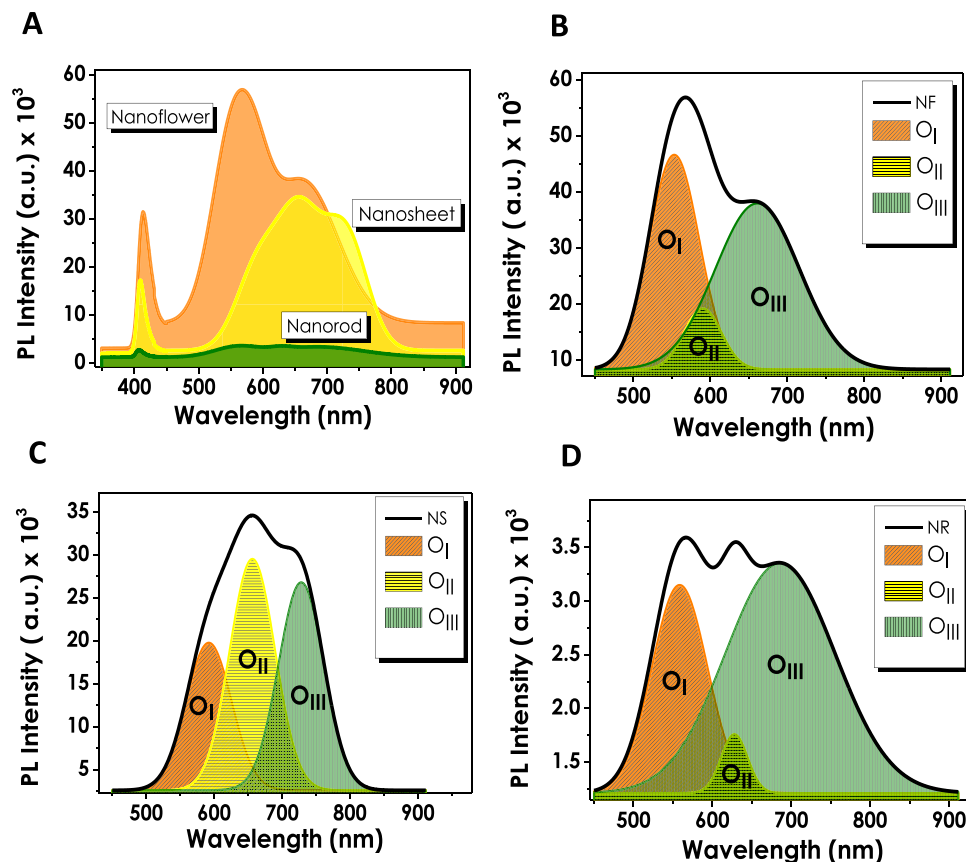 A
PL Intensity (a.u.) x 10³
60
50
40
30
20
10
0
Nanoflower
Nanosheet
Nanorod
400 500 600 700 800 900
Wavelength (nm)
B
PL Intensity ( a.u.) x 10³
60
50
40
30
20
10
NF
O_I
O_II
O_III
O_I
O_II
O_III
500 600 700 800 900
Wavelength (nm)
C
PL Intensity ( a.u.) x 10³
35
30
25
20
15
10
5
NS
O_I
O_II
O_III
O_I
O_II
O_III
500 600 700 800 900
Wavelength (nm)
D
PL Intensity ( a.u.) x 10³
3.5
3.0
2.5
2.0
1.5
NR
O_I
O_II
O_III
O_I
O_II
O_III
500 600 700 800 900
Wavelength (nm)